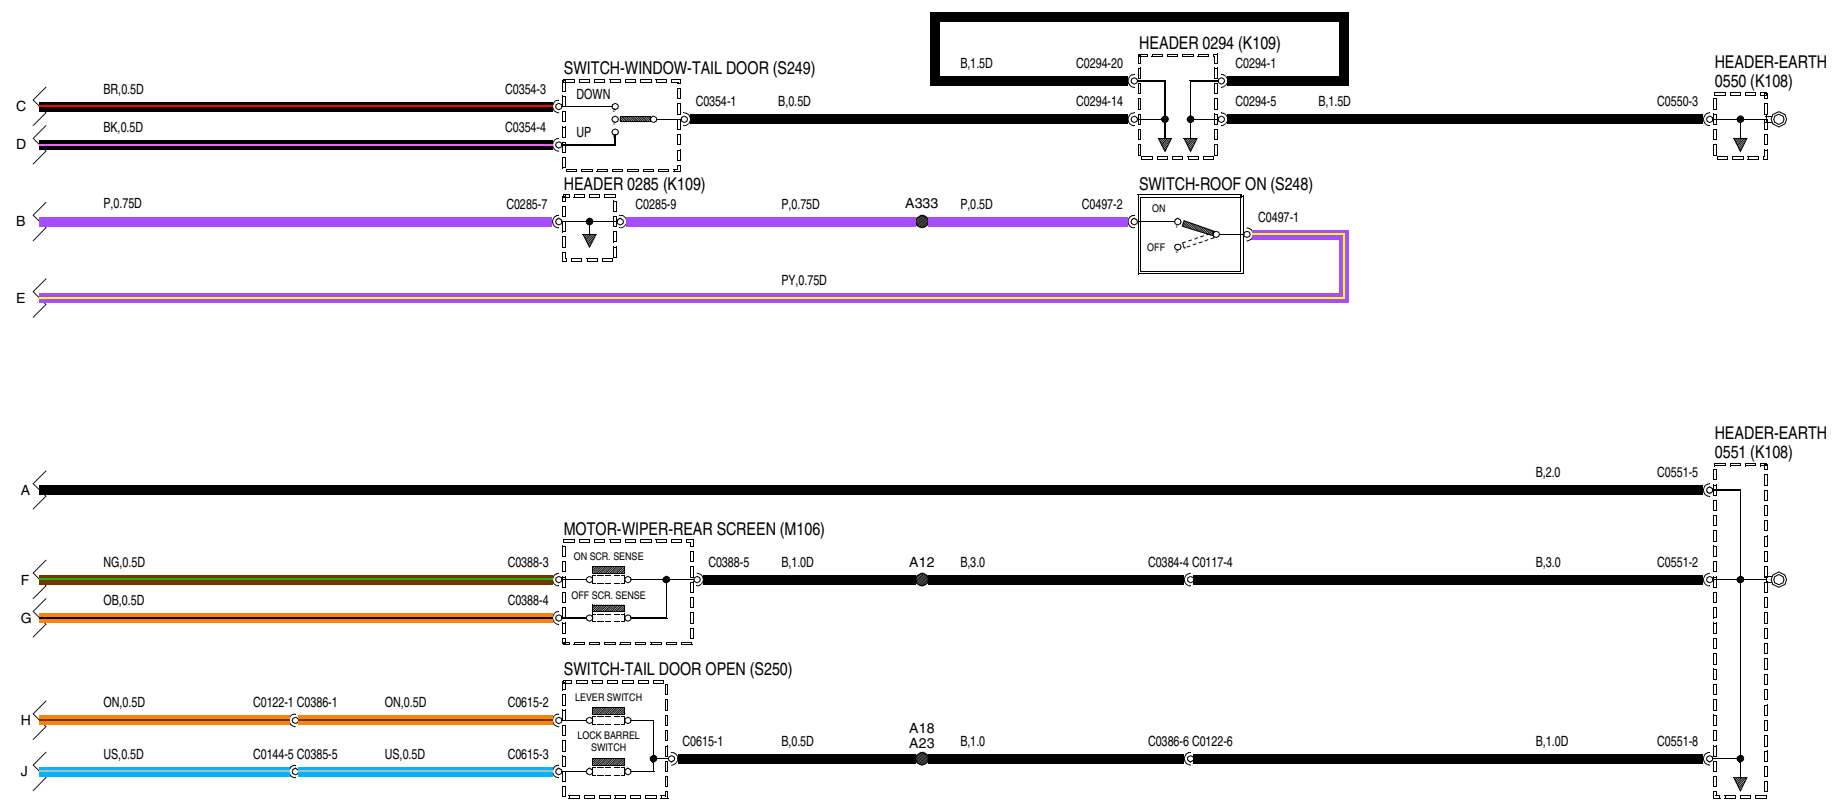 HEADER 0294 (K109)
B,1.5D
C0294-20
C0294-1
SWITCH-WINDOW-TAIL DOOR (S249)
HEADER-EARTH
0550 (K108)
C
BR,0.5D
C0354-3
DOWN
C0354-1
B,0.5D
C0294-14
C0294-5
B,1.5D
C0550-3
D
BK,0.5D
C0354-4
UP
HEADER 0285 (K109)
SWITCH-ROOF ON (S248)
B
P,0.75D
C0285-7
C0285-9
P,0.75D
A333
P,0.5D
C0497-2
ON
OFF
C0497-1
E
PY,0.75D
HEADER-EARTH
0551 (K108)
A
B,2.0
C0551-5
MOTOR-WIPER-REAR SCREEN (M106)
F
NG,0.5D
C0388-3
ON SCR. SENSE
C0388-5
B,1.0D
A12
B,3.0
C0384-4 C0117-4
B,3.0
C0551-2
G
OB,0.5D
C0388-4
OFF SCR. SENSE
SWITCH-TAIL DOOR OPEN (S250)
H
ON,0.5D
C0122-1 C0386-1
ON,0.5D
C0615-2
LEVER SWITCH
J
US,0.5D
C0144-5 C0385-5
US,0.5D
C0615-3
LOCK BARREL
SWITCH
C0615-1
B,0.5D
A18
A23
B,1.0
C0386-6 C0122-6
B,1.0D
C0551-8